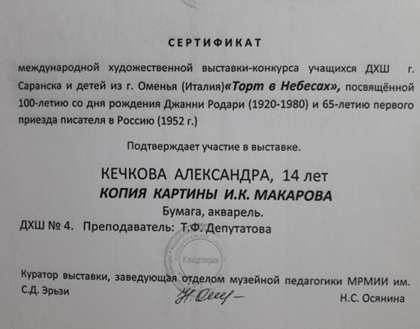 СЕРТИФИКАТ
международной художественной выставки-конкурса учащихся ДХШ г.
Саранска и детей из г. Оменья (Италия)«Торт в Небесах», посвящённой
100-летию со дня рождения Джанни Родари (1920-1980) и 65-летию первого
приезда писателя в Россию (1952 г.)
Подтверждает участие в выставке.
КЕЧКОВА АЛЕКСАНДРА, 14 лет
КОПИЯ КАРТИНЫ И.К. МАКАРОВА
Бумага, акварель.
ДХШ № 4. Преподаватель: Т.Ф. Депутатова
Канцелярия
Куратор выставки, заведующая отделом музейной педагогики МРМИИ им.
С.Д. Эрьзи Н.С. Осянина